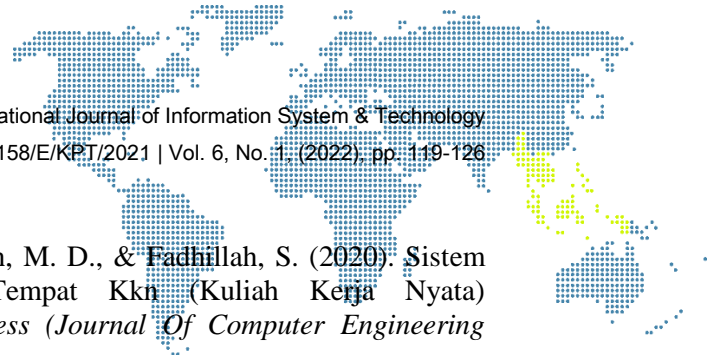 ational Journal of Information System & Technology
158/E/KPT/2021 | Vol. 6, No. 1, (2022), pp. 119-126
n, M. D., & Fadhillah, S. (2020). Sistem
Tempat Kkn (Kuliah Kerja Nyata)
ess (Journal Of Computer Engineering